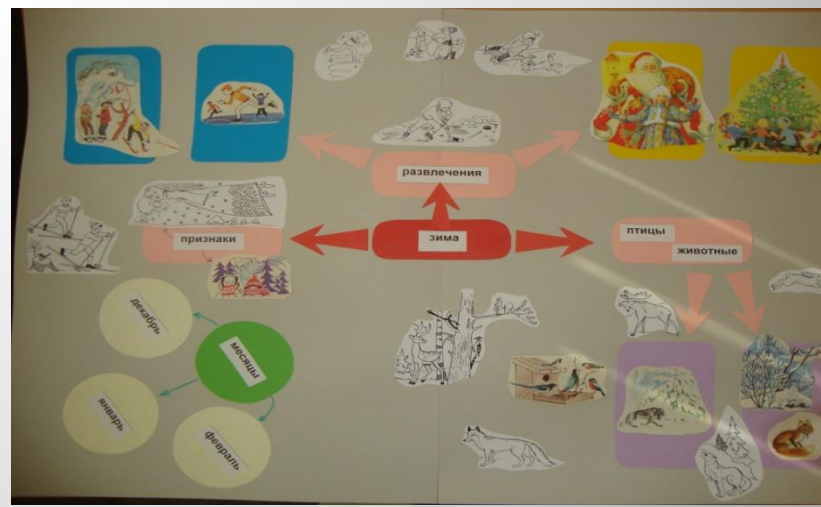 развлечения
зима
признаки
птицы
животные
декабрь
месяцы
январь
февраль